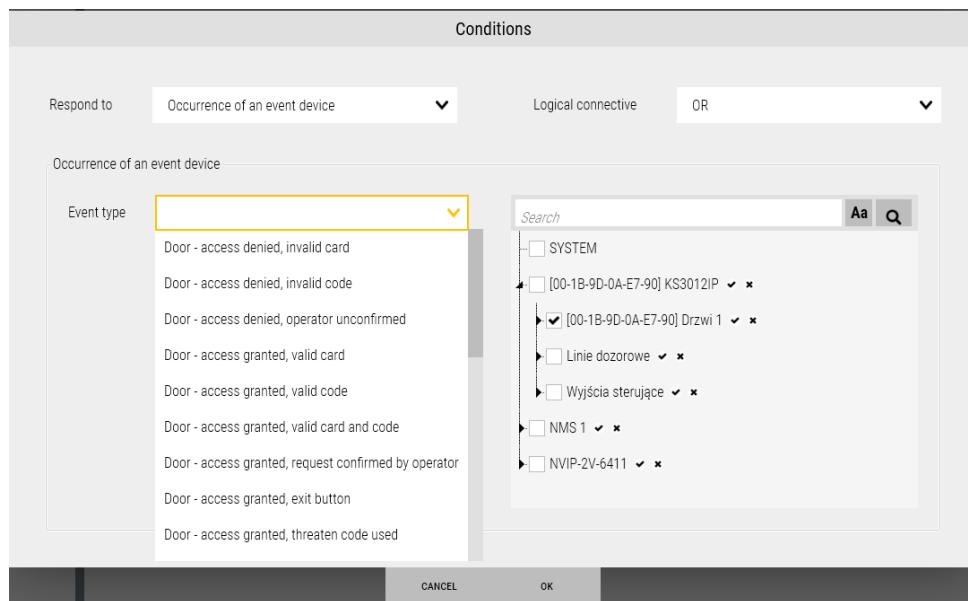 Conditions
Respond to
Occurrence of an event device
Logical connective
OR
Occurrence of an event device
Event type
Search
Aa
Door - access denied, invalid card
Door - access denied, invalid code
Door - access denied, operator unconfirmed
Door - access granted, valid card
Door - access granted, valid code
Door - access granted, valid card and code
Door - access granted, request confirmed by operator
Door - access granted, exit button
Door - access granted, threaten code used
SYSTEM
[00-1B-9D-0A-E7-90] KS3012IP
[00-1B-9D-0A-E7-90] Drzwi 1
Linie dozorowe
Wyjścia sterujące
NMS 1
NVIP-2V-6411
CANCEL
OK